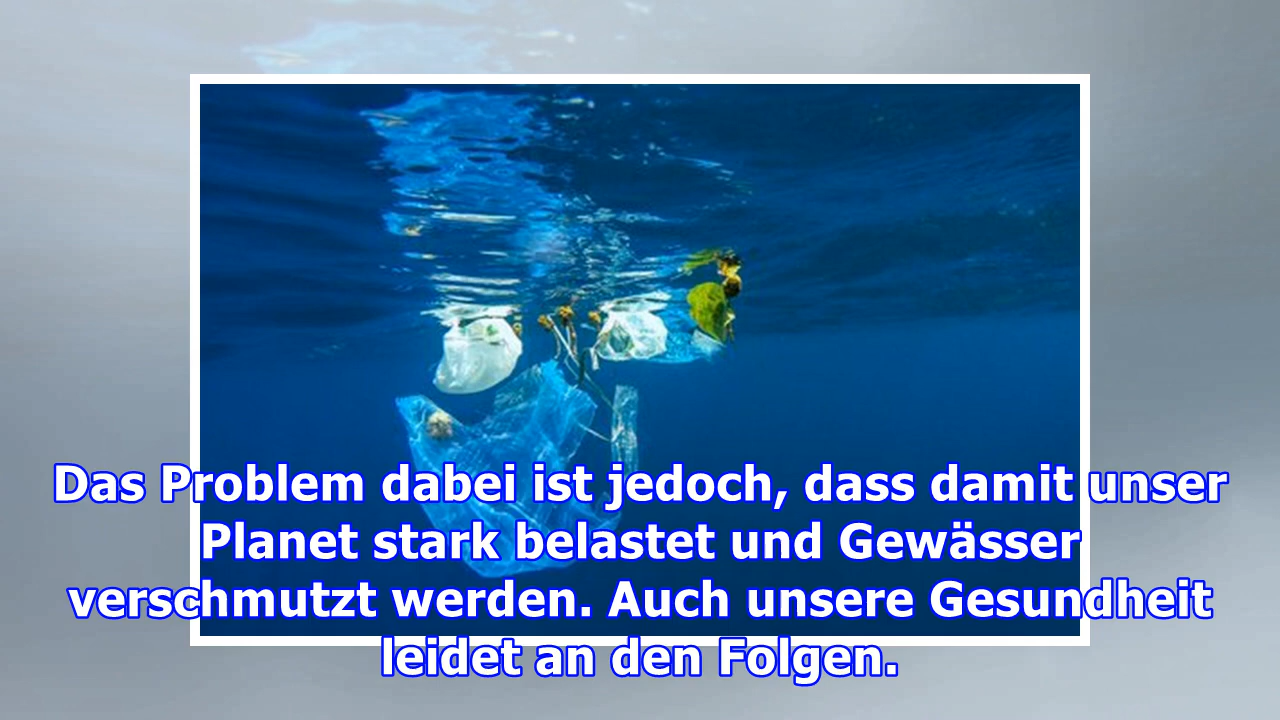 Das Problem dabei ist jedoch, dass damit unser
Planet stark belastet und Gewässer
verschmutzt werden. Auch unsere Gesundheit
leidet an den Folgen.